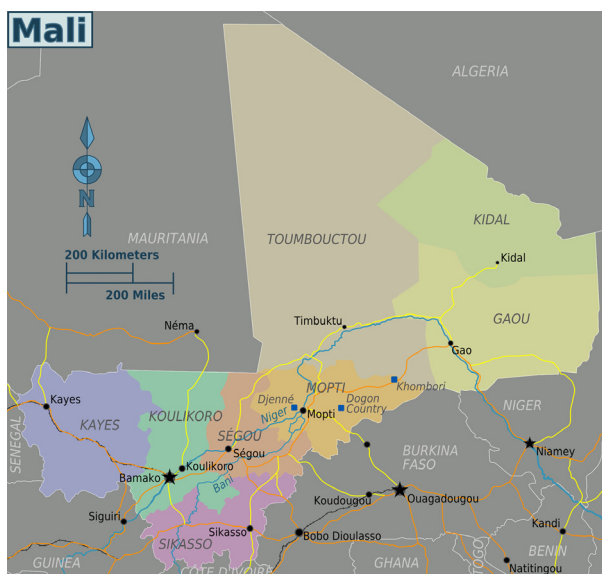 Mali
ALGERIA
N
KIDAL
MAURITANIA
TOUMBOUCTOU
200 Kilometers
Kidal
200 Miles
Néma
Timbuktu
GAOU
Gao
Khombori
MOPTI
Kayes
Djenné
Dogon
Country
NIGER
KAYES
KOULIKORO
Niger
Mopti
SENEGAL
SÉGOU
Ségou
BURKINA
FASO
Niamey
Koulikoro
Bamako
Bani
Koudougou
Ouagadougou
Siguiri
Sikasso
Kandi
SIKASSO
Bobo Dioulasso
GUINEA
CÔTE D'IVOIRE
GHANA
TOGO
BENIN
Natitingou